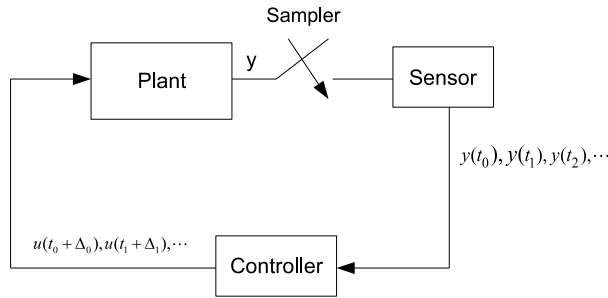 Sampler
Plant
y
Sensor
y(t₀), y(t₁), y(t₂),⋯
u(t₀ + Δ₀), u(t₁ + Δ₁),⋯
Controller